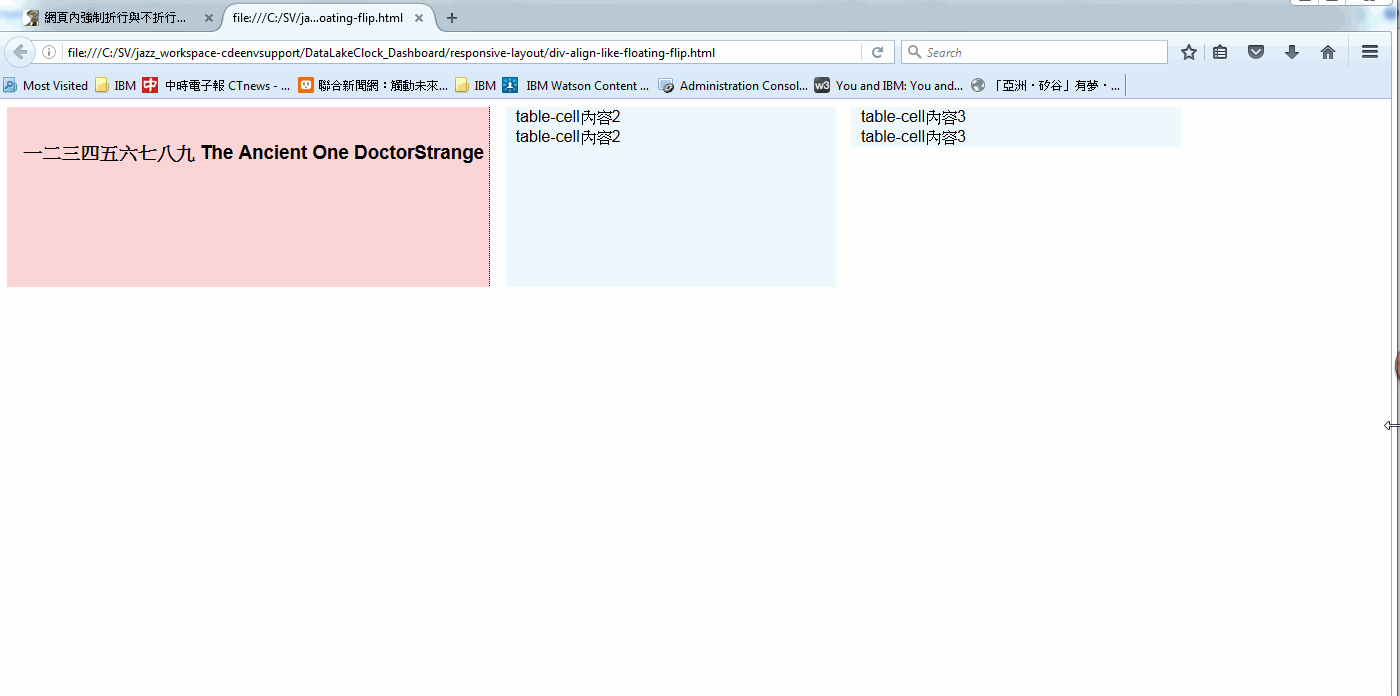 網頁內強制折行與不折行...
file:///C:/SV/ja...oating-flip.html
file:///C:/SV/jazz_workspace-cdeenvsupport/DataLakeClock_Dashboard/responsive-layout/div-align-like-floating-flip.html
Search
Most Visited
IBM
中時電子報 CTnews - ...
聯合新聞網：觸動未來...
IBM
IBM Watson Content ...
Administration Consol...
w3
You and IBM: You and...
「亞洲・矽谷」有夢・...
一二三四五六七八九 The Ancient One DoctorStrange
table-cell內容2
table-cell內容2
table-cell內容3
table-cell內容3